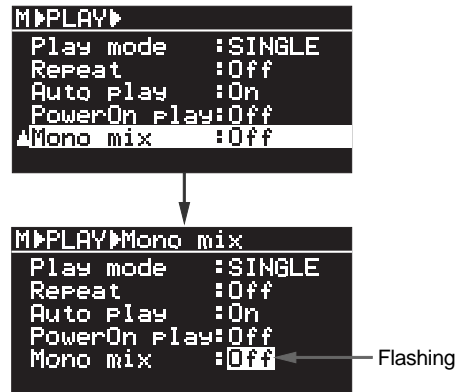 M▶PLAY▶
Play mode :SINGLE
Repeat :Off
Auto play :On
PowerOn play:Off
Mono mix :Off
M▶PLAY▶Mono mix
Play mode :SINGLE
Repeat :Off
Auto play :On
PowerOn play:Off
Mono mix :Off
Flashing